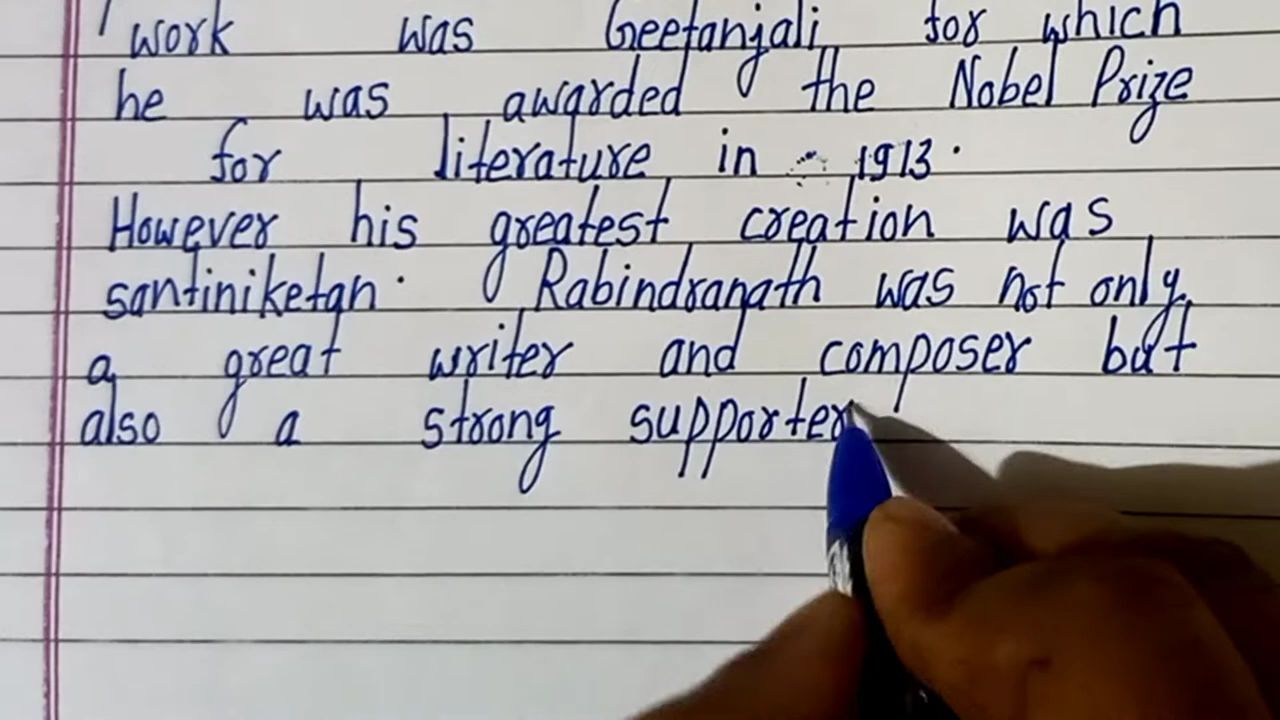 work was Geetanjali for which
he was awarded the Nobel Prize
for literature in 1913.
However his greatest creation was
santiniketan. Rabindranath was not only
a great writer and composer but
also a strong supporter